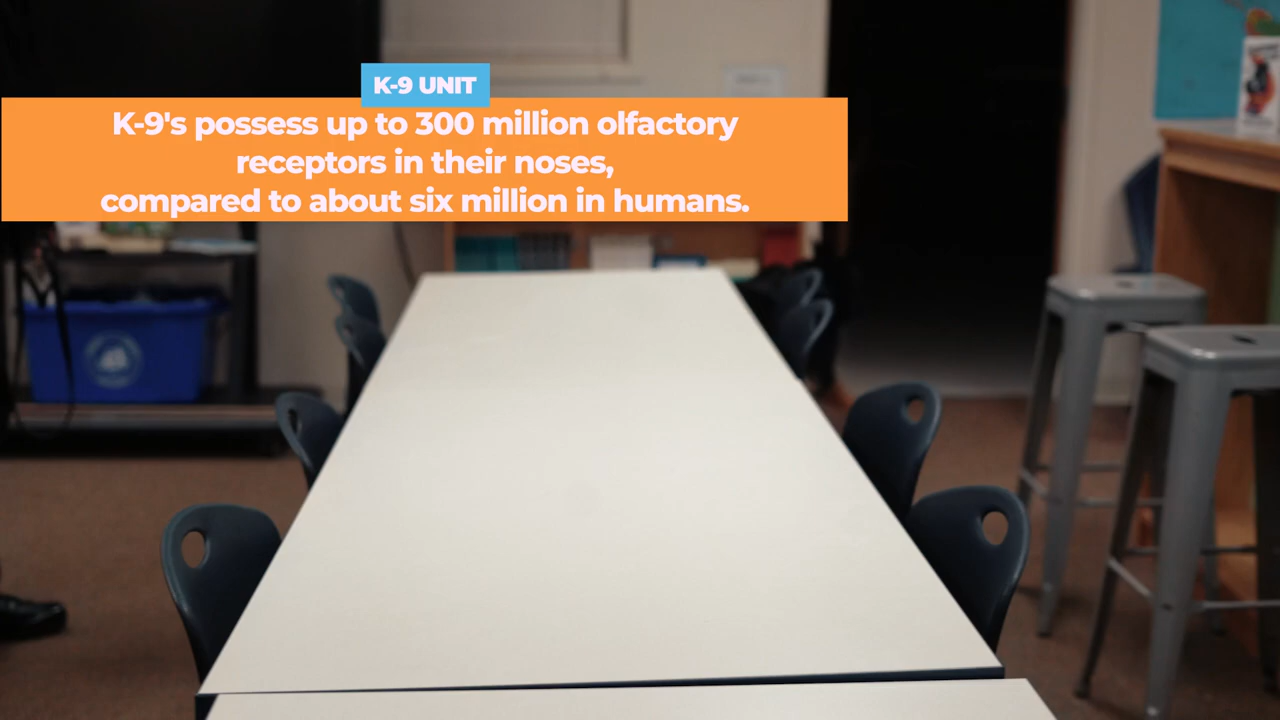 K-9 UNIT
K-9's possess up to 300 million olfactory
receptors in their noses,
compared to about six million in humans.